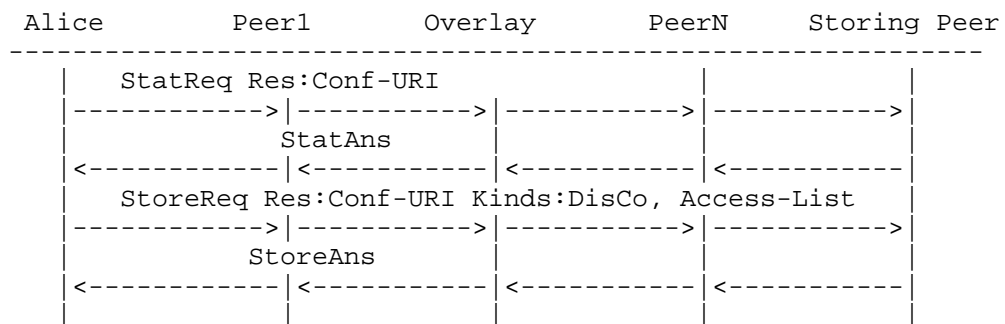 Alice Peer1 Overlay PeerN Storing Peer
StatReq Res:Conf-URI
StatAns
StoreReq Res:Conf-URI Kinds:DisCo, Access-List
StoreAns